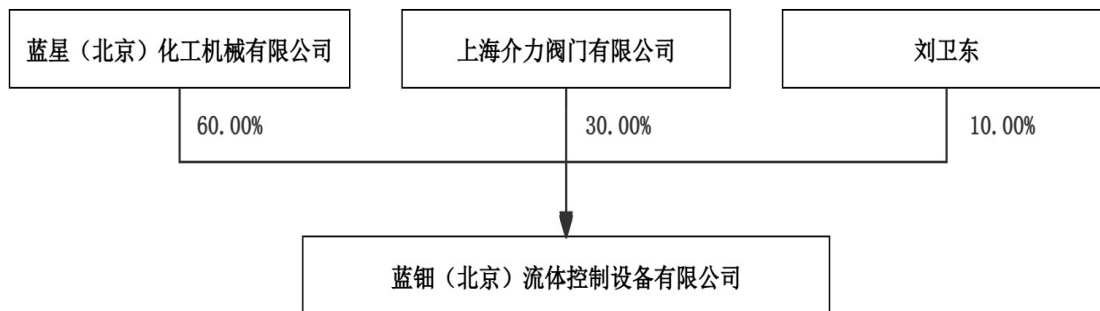 蓝星（北京）化工机械有限公司
上海介力阀门有限公司
刘卫东
60.00%
30.00%
10.00%
蓝钿（北京）流体控制设备有限公司